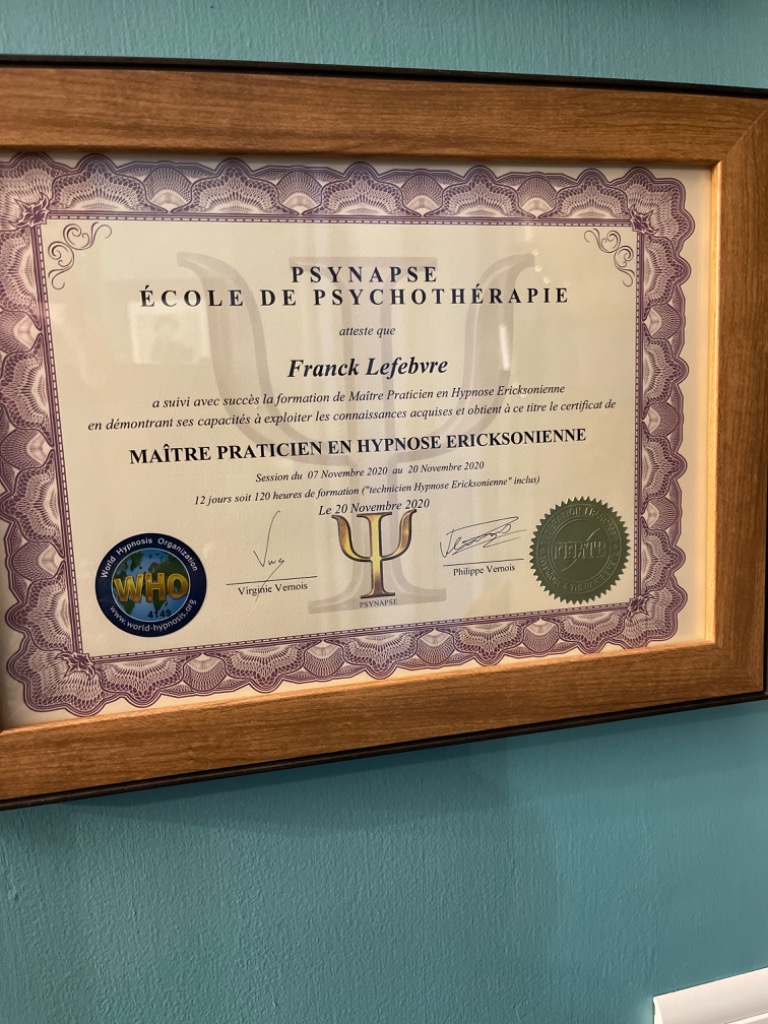 PSYNAPSE
ÉCOLE DE PSYCHOTHÉRAPIE
atteste que
Franck Lefebvre
a suivi avec succès la formation de Maître Praticien en Hypnose Ericksonienne
en démontrant ses capacités à exploiter les connaissances acquises et obtient à ce titre le certificat de
MAÎTRE PRATICIEN EN HYPNOSE ERICKSONIENNE
Session du 07 Novembre 2020 au 20 Novembre 2020
12 jours soit 120 heures de formation ("technicien Hypnose Ericksonienne" inclus)
Le 20 Novembre 2020
World Hypnosis Organization
WHO
4149
www.world-hypnosis.org
Virginie Vernois
PSYNAPSE
Philippe Vernois